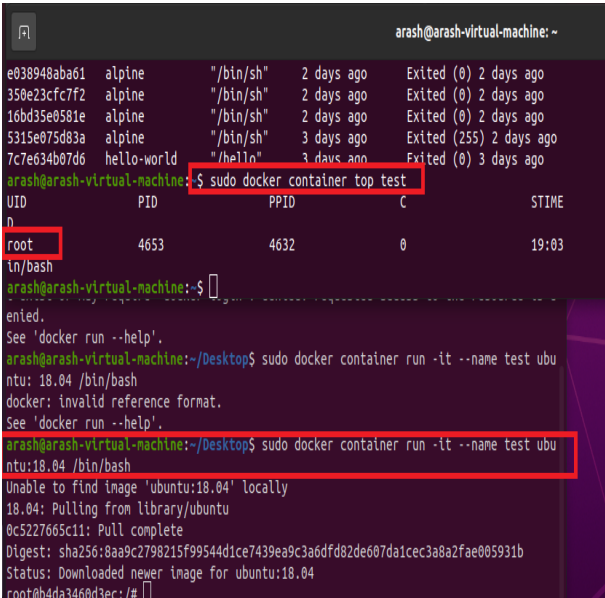 arash@arash-virtual-machine: ~
e038948aba61 alpine "/bin/sh" 2 days ago Exited (0) 2 days ago
350e23cfc7f2 alpine "/bin/sh" 2 days ago Exited (0) 2 days ago
16bd35e0581e alpine "/bin/sh" 2 days ago Exited (0) 2 days ago
5315e075d83a alpine "/bin/sh" 3 days ago Exited (255) 2 days ago
7c7e634b07d6 hello-world "/hello" 3 days ago Exited (0) 3 days ago
arash@arash-virtual-machine:~$ sudo docker container top test
UID PID PPID C STIME
D
root 4653 4632 0 19:03
in/bash
arash@arash-virtual-machine:~$
enied.
See 'docker run --help'.
arash@arash-virtual-machine:~/Desktop$ sudo docker container run -it --name test ubu
ntu: 18.04 /bin/bash
docker: invalid reference format.
See 'docker run --help'.
arash@arash-virtual-machine:~/Desktop$ sudo docker container run -it --name test ubu
ntu:18.04 /bin/bash
Unable to find image 'ubuntu:18.04' locally
18.04: Pulling from library/ubuntu
0c5227665c11: Pull complete
Digest: sha256:8aa9c2798215f99544d1ce7439ea9c3a6dfd82de607da1cec3a8a2fae005931b
Status: Downloaded newer image for ubuntu:18.04
root@b4da3460d3ec:/#